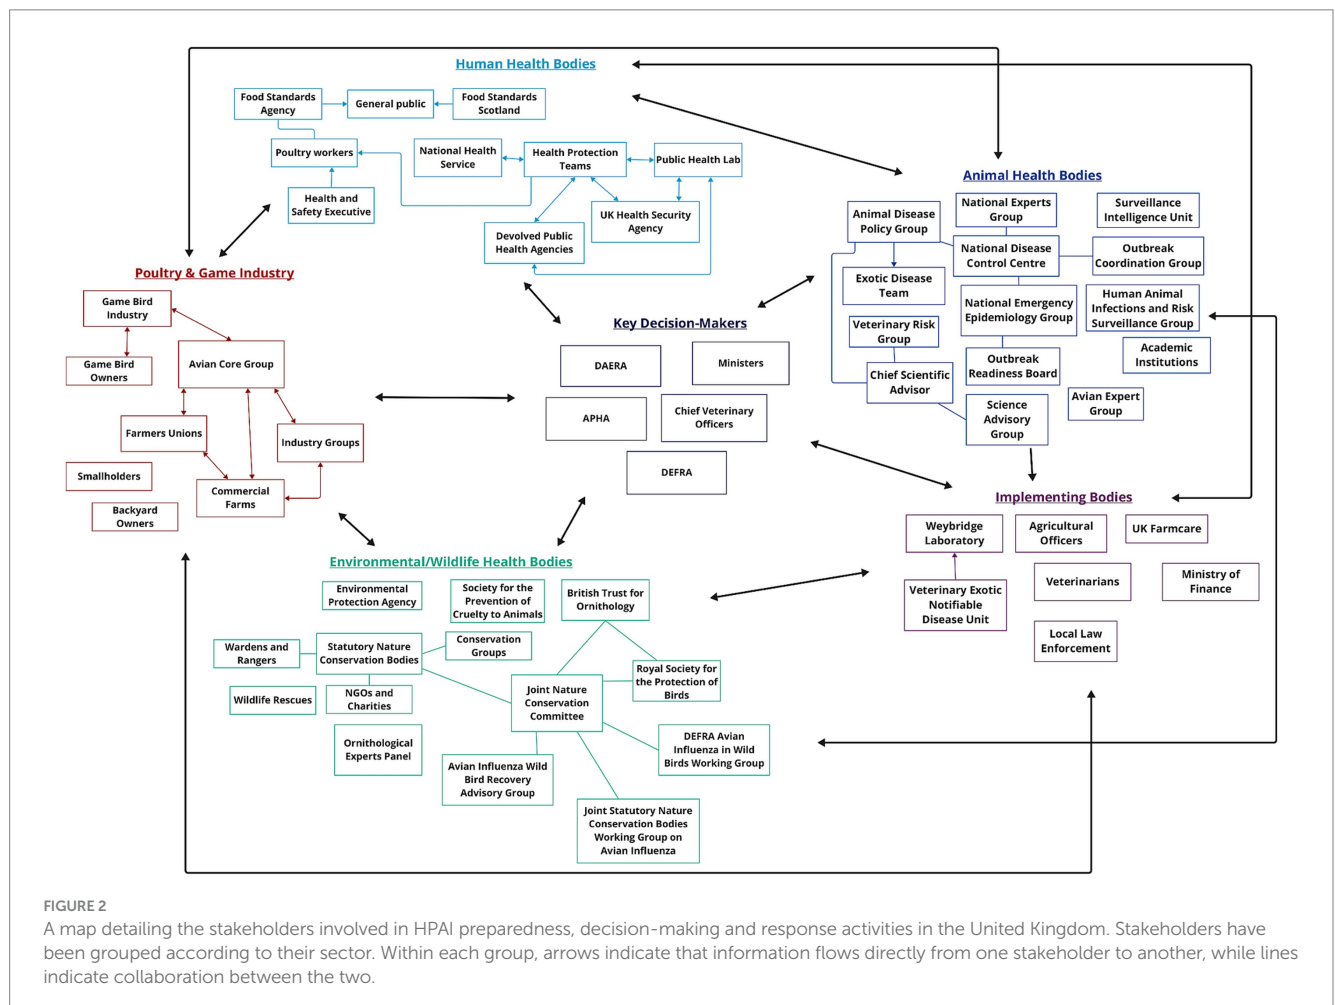 Human Health Bodies
Food Standards
Agency
General public
Food Standards
Scotland
Poultry workers
National Health
Service
Health Protection
Teams
Public Health Lab
Health and
Safety Executive
UK Health Security
Agency
Devolved Public
Health Agencies
Animal Health Bodies
National Experts
Group
Surveillance
Intelligence Unit
Animal Disease
Policy Group
National Disease
Control Centre
Outbreak
Coordination Group
Exotic Disease
Team
National Emergency
Epidemiology Group
Human Animal
Infections and Risk
Surveillance Group
Veterinary Risk
Group
Outbreak
Readiness Board
Academic
Institutions
Chief Scientific
Advisor
Avian Expert
Group
Science
Advisory
Group
Poultry & Game Industry
Game Bird
Industry
Game Bird
Owners
Avian Core Group
Farmers Unions
Industry Groups
Smallholders
Commercial
Farms
Backyard
Owners
Key Decision-Makers
DAERA
Ministers
APHA
Chief Veterinary
Officers
DEFRA
Implementing Bodies
Weybridge
Laboratory
Agricultural
Officers
UK Farmcare
Veterinary Exotic
Notifiable
Disease Unit
Veterinarians
Ministry of
Finance
Local Law
Enforcement
Environmental/Wildlife Health Bodies
Environmental
Protection Agency
Society for the
Prevention of
Cruelty to Animals
British Trust for
Ornithology
Wardens and
Rangers
Statutory Nature
Conservation Bodies
Conservation
Groups
Royal Society for
the Protection of
Birds
Wildlife Rescues
NGOs and
Charities
Joint Nature
Conservation
Committee
Ornithological
Experts Panel
Avian Influenza Wild
Bird Recovery
Advisory Group
DEFRA Avian
Influenza in Wild
Birds Working Group
Joint Statutory Nature
Conservation Bodies
Working Group on
Avian Influenza
FIGURE 2
A map detailing the stakeholders involved in HPAI preparedness, decision-making and response activities in the United Kingdom. Stakeholders have
been grouped according to their sector. Within each group, arrows indicate that information flows directly from one stakeholder to another, while lines
indicate collaboration between the two.